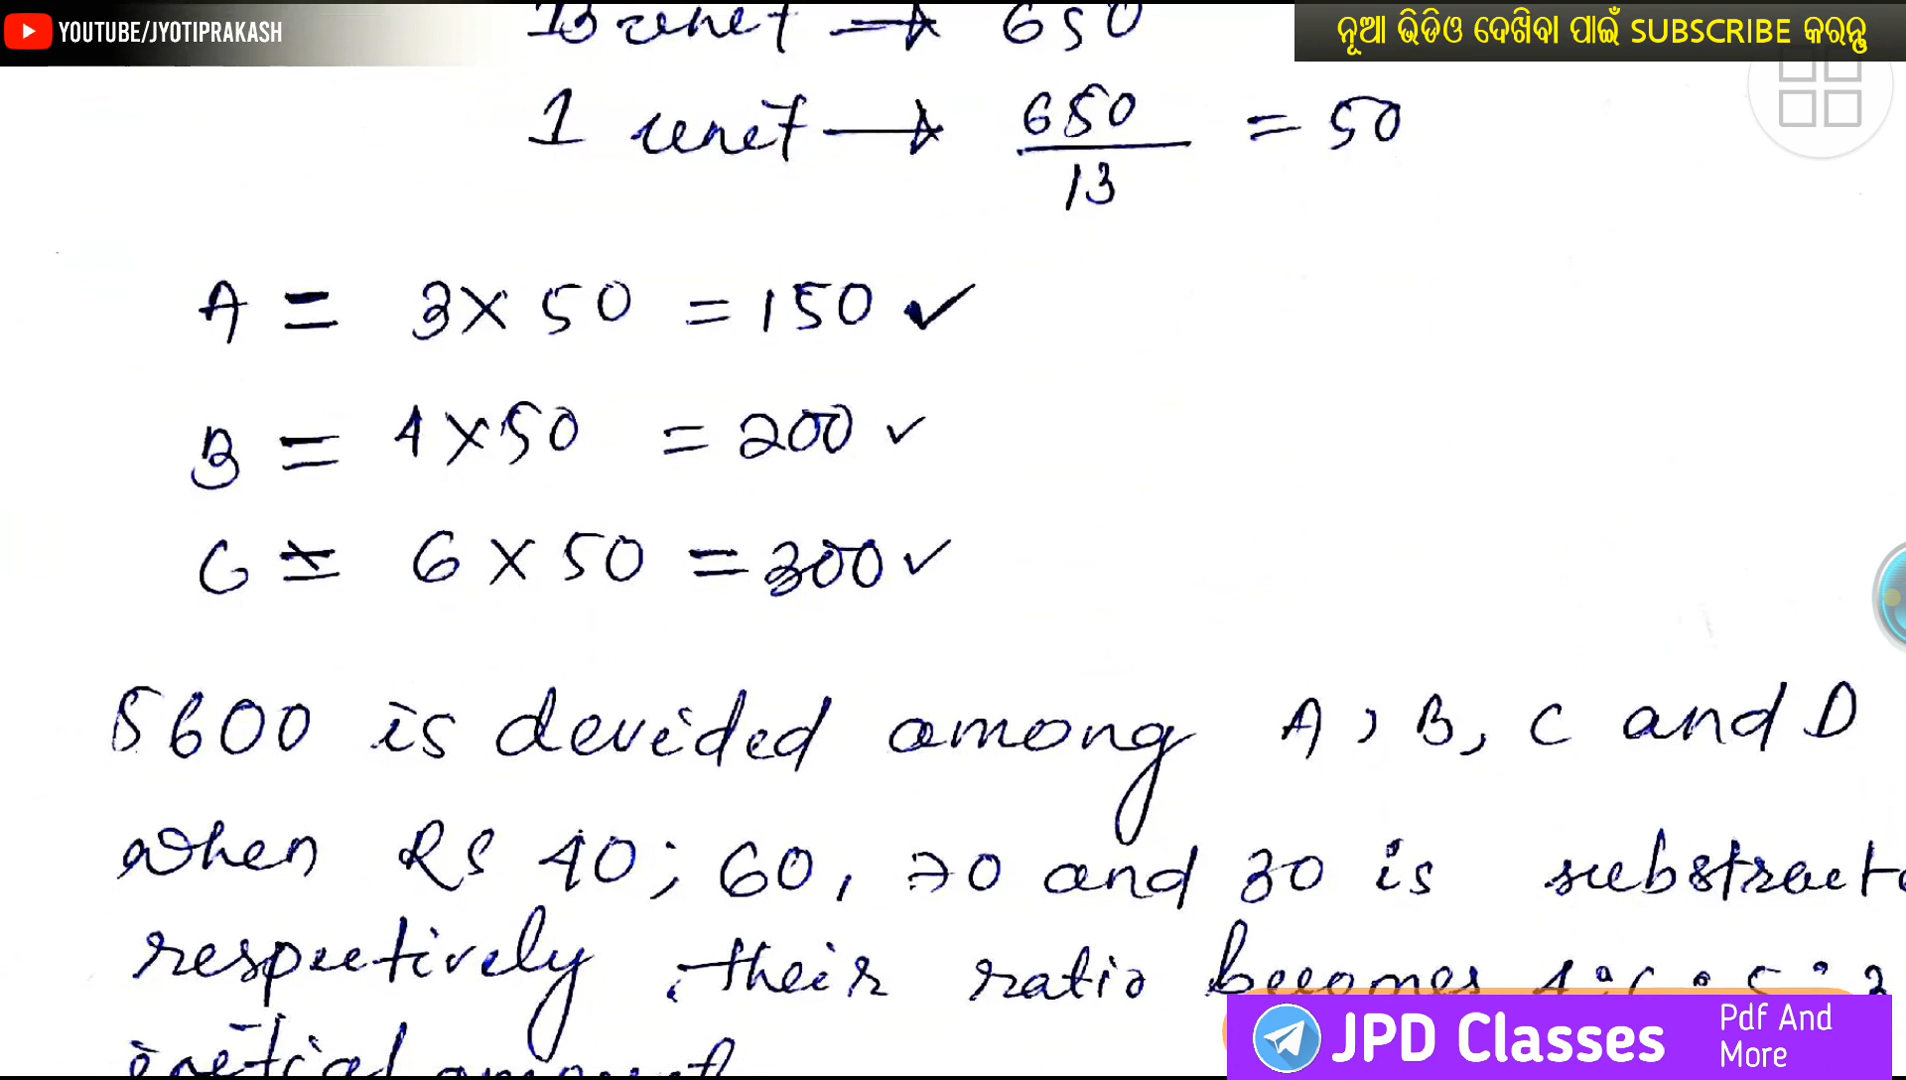 YOUTUBE/JYOTIPRAKASH
ନୂଆ ଭିଡିଓ ଦେଖିବା ପାଇଁ SUBSCRIBE କରନ୍ତୁ
13 unit → 650
1 unit → 650/13 = 50
A = 3 × 50 = 150 ✓
B = 4 × 50 = 200 ✓
C = 6 × 50 = 300 ✓
5600 is devided among A, B, C and D
when RS 40; 60, 70 and 30 is
respectively their ratio becomes
JPD Classes
Pdf And
More